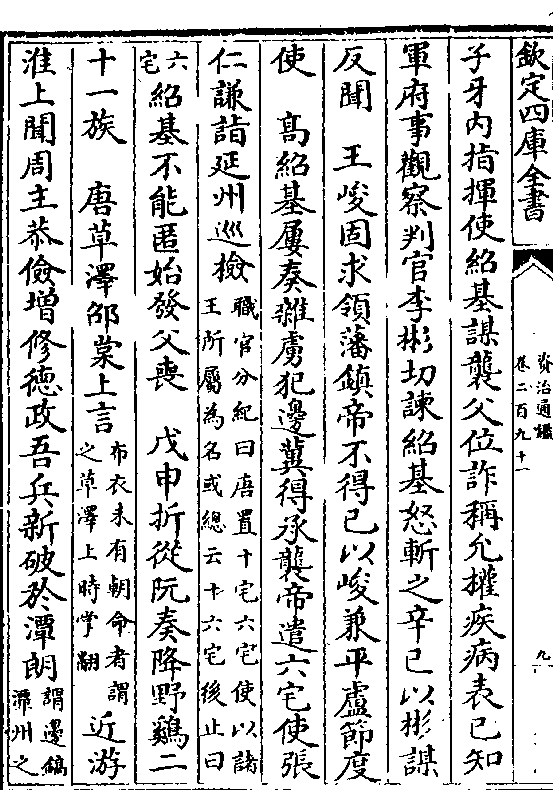 欽定四庫全書
資治通鑑
卷二百九十一
九
子牙內指揮使紹基謀襲父位詐稱允權疾病表己知
軍府事觀察判官李彬切諫紹基怒斬之辛巳以彬謀
反聞　王峻固求領藩鎮帝不得已以峻兼平盧節度
使　高紹基屢奏雜虜犯邊冀得承襲帝遣六宅使張
仁謙詣延州巡檢職官分紀曰唐置十宅六宅使以諸
王所屬為名或總云十六宅後止曰
六宅紹基不能匿始發父喪　戊申折從阮奏降野雞二
十一族　唐草澤邵棠上言布衣未有朝命者謂
之草澤上時掌翻近游
淮上聞周主恭儉增修德政吾兵新破於潭朗謂邊鎬
潭州之